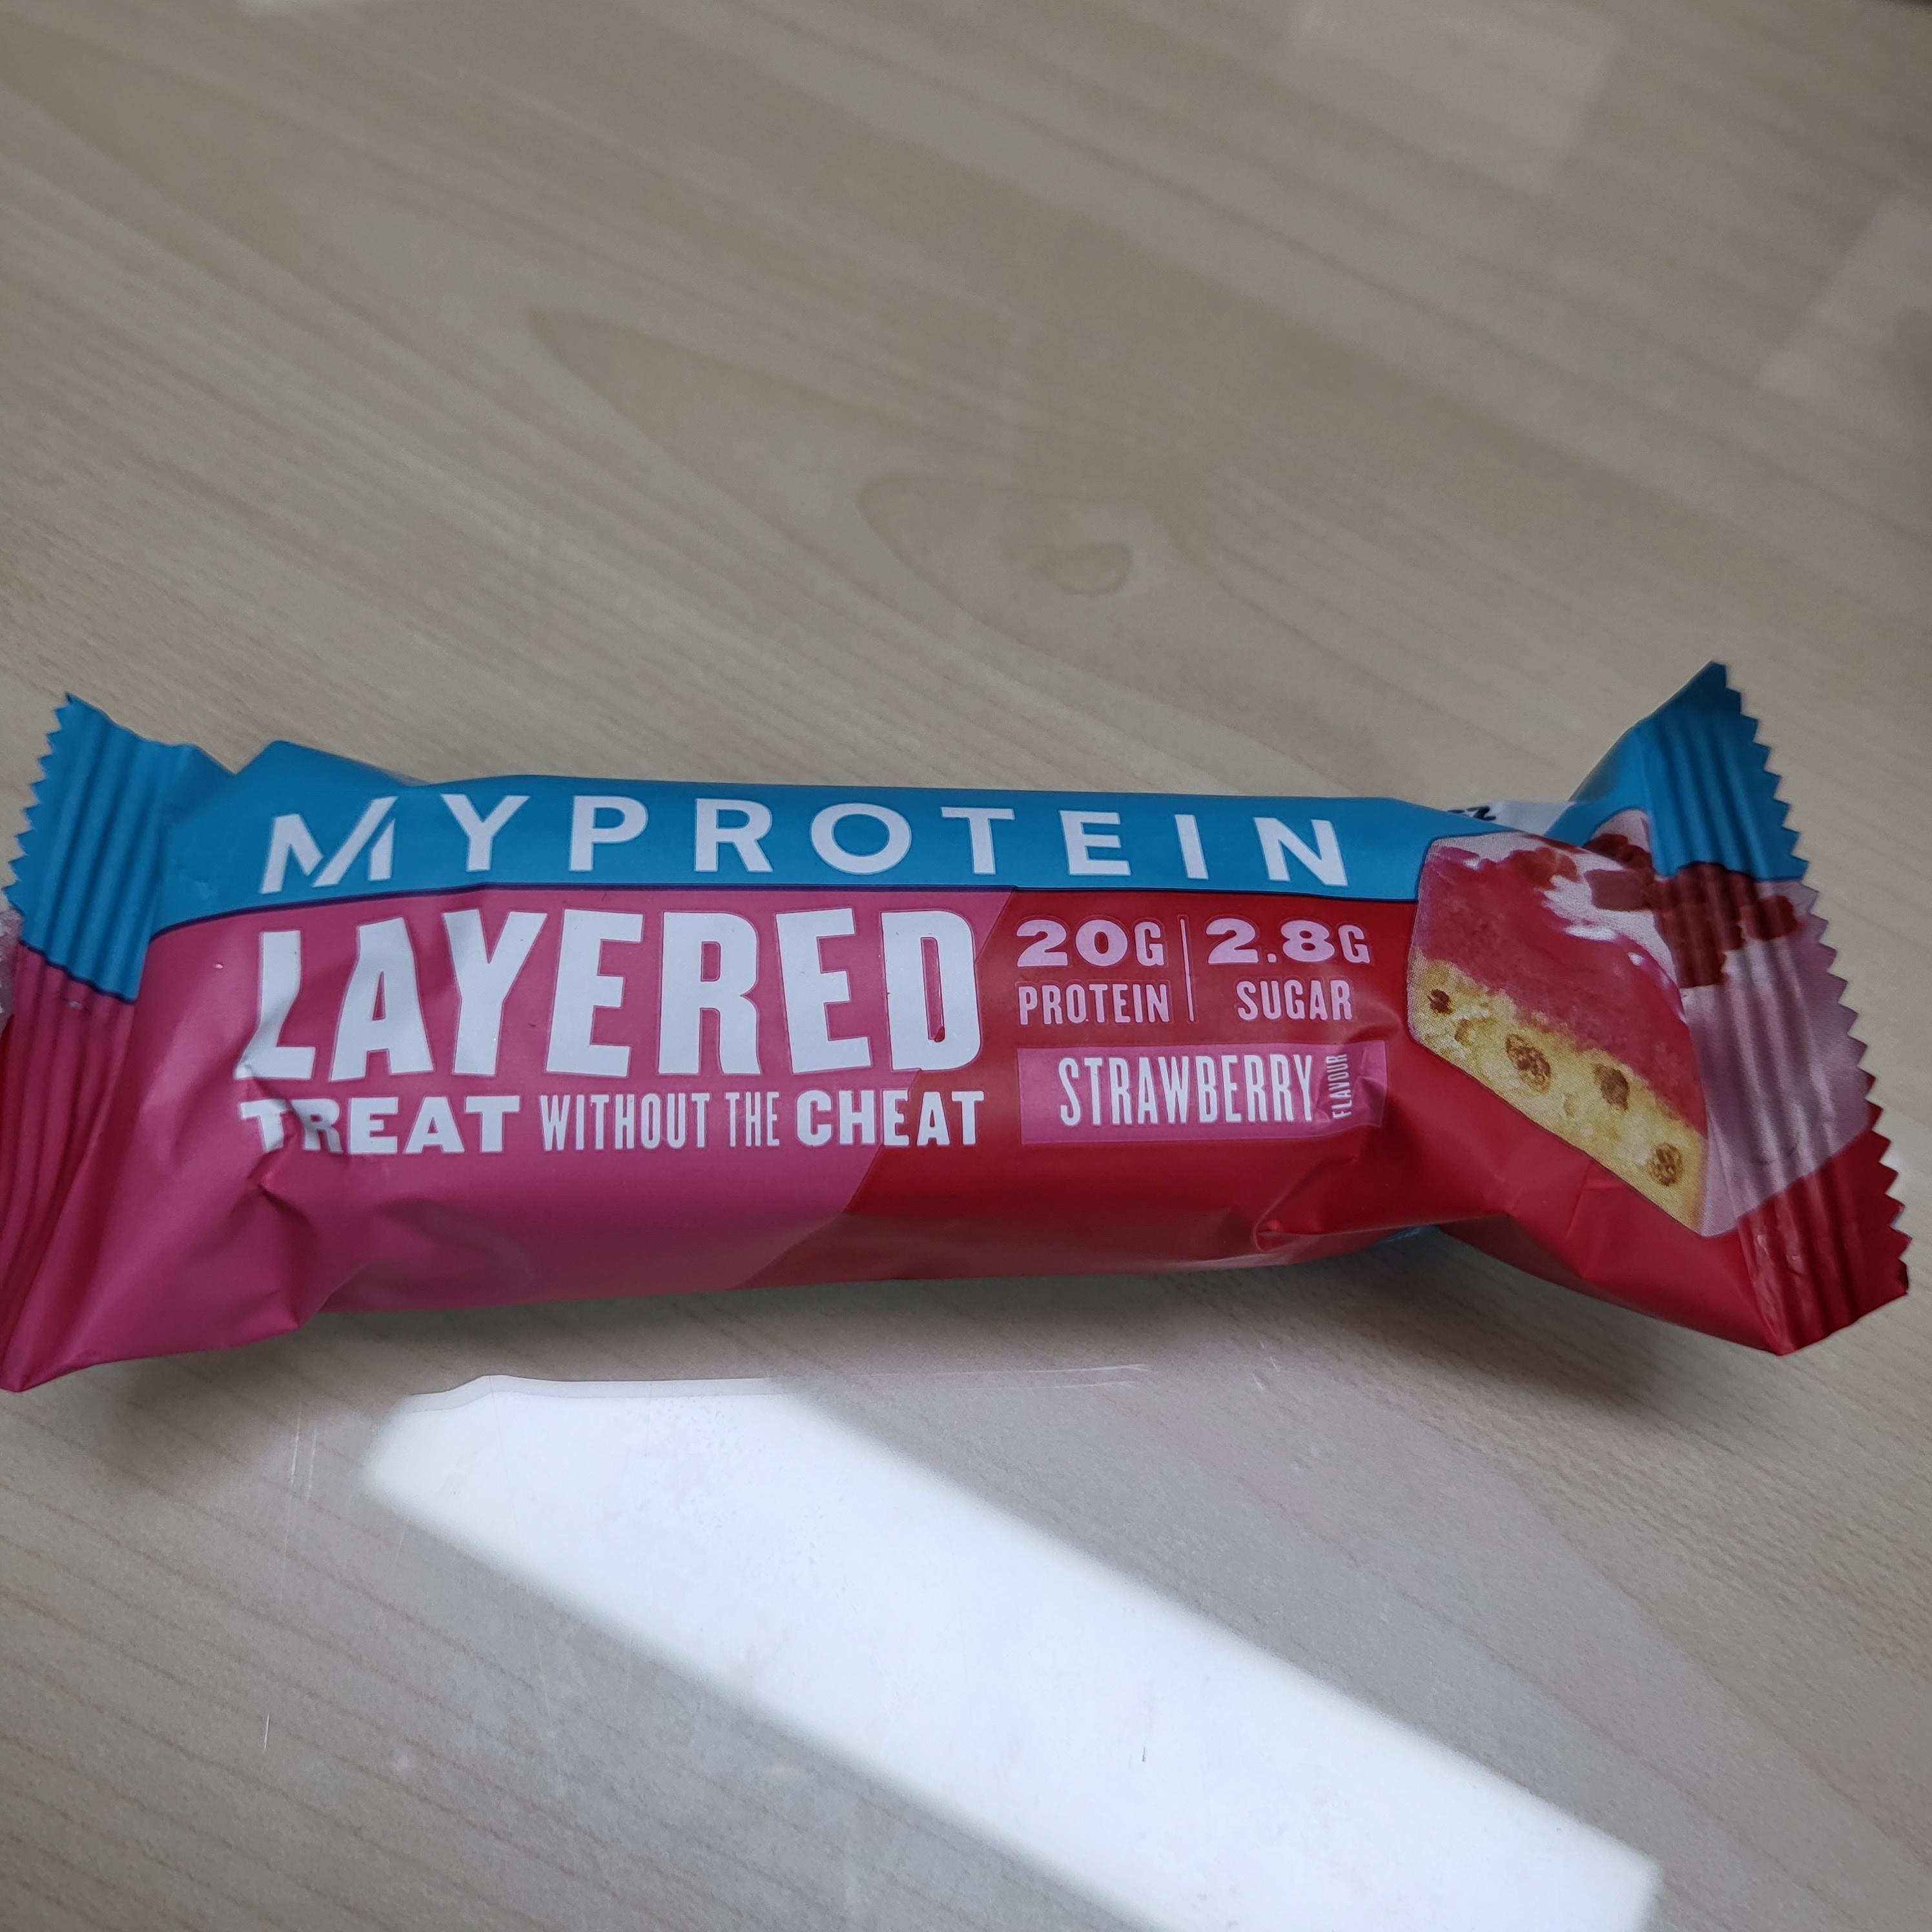 MYPROTEIN
LAYERED
TREAT WITHOUT THE CHEAT
20G PROTEIN
2.8G SUGAR
STRAWBERRY FLAVOUR